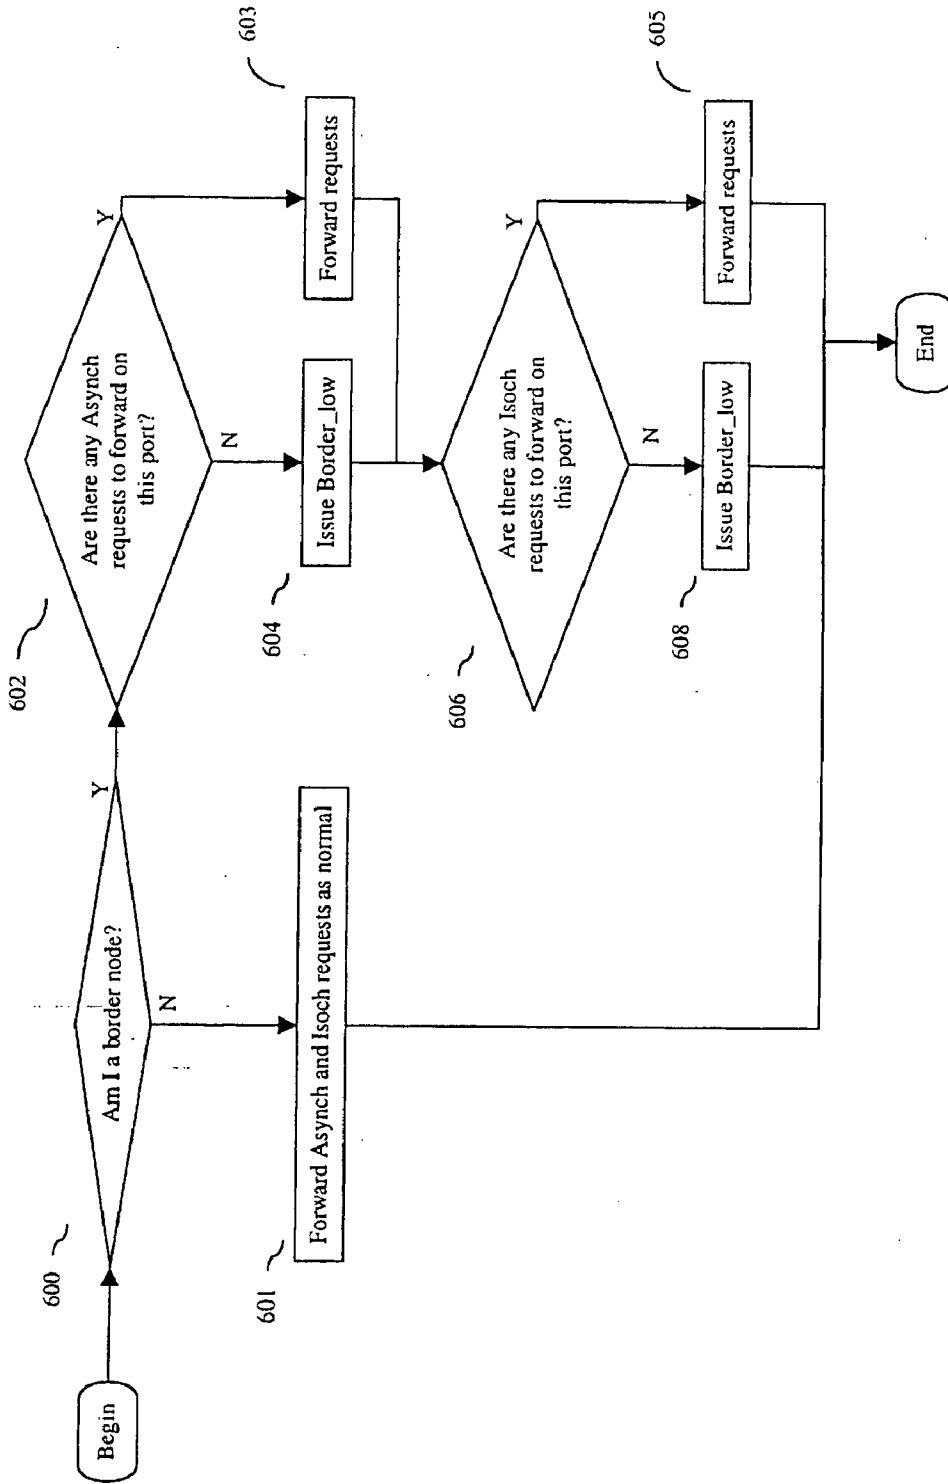 Begin
600
Am I a border node?
Y
N
601
Forward Asynch and Isoch requests as normal
602
Are there any Asynch
requests to forward on
this port?
Y
N
603
Forward requests
604
Issue Border_low
606
Are there any Isoch
requests to forward on
this port?
Y
N
605
Forward requests
608
Issue Border_low
End